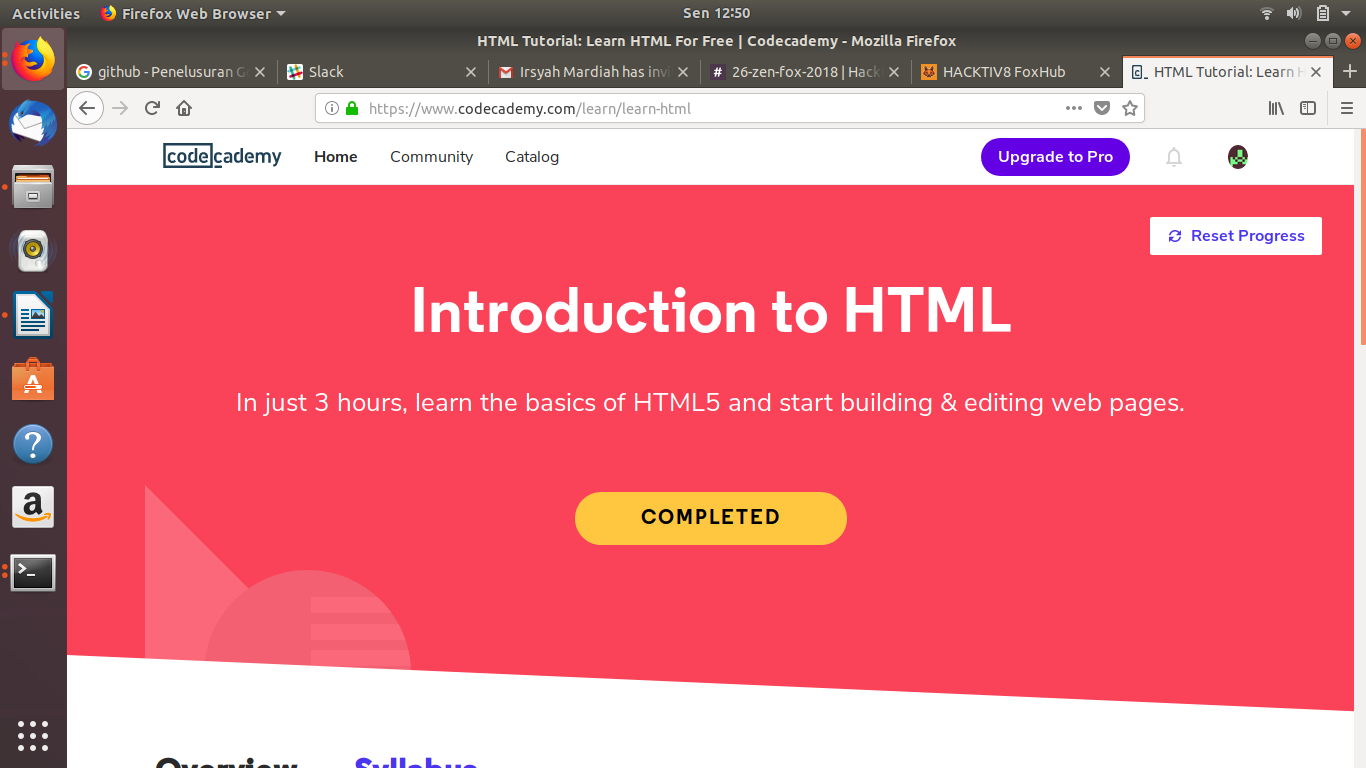 Activities Firefox Web Browser Sen 12:50
HTML Tutorial: Learn HTML For Free | Codecademy - Mozilla Firefox
github - Penelusuran G Slack Irsyah Mardiah has invi 26-zen-fox-2018 | Hack HACKTIV8 FoxHub HTML Tutorial: Learn H
https://www.codecademy.com/learn/learn-html
codecademy Home Community Catalog Upgrade to Pro
Reset Progress
Introduction to HTML
In just 3 hours, learn the basics of HTML5 and start building & editing web pages.
COMPLETED
Overview Syllabus